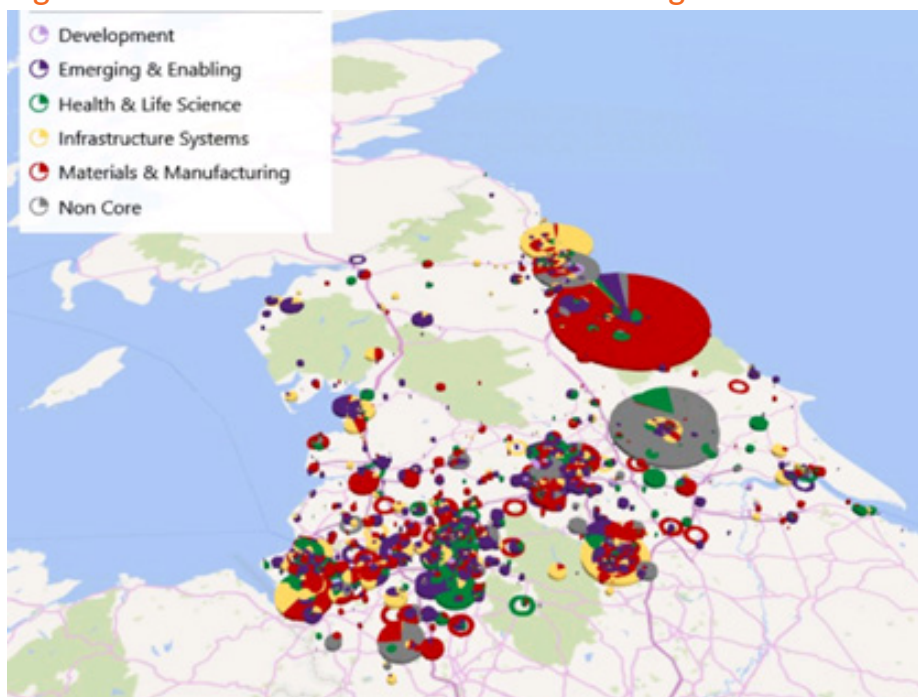 Development
Emerging & Enabling
Health & Life Science
Infrastructure Systems
Materials & Manufacturing
Non Core